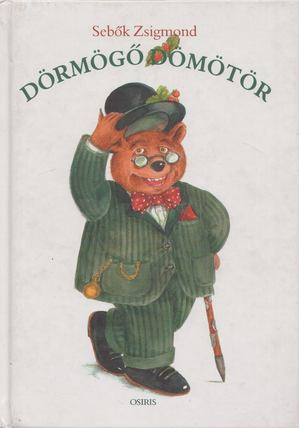 Sebők Zsigmond
DÖRMÖGŐ DÖMÖTÖR
OSIRIS